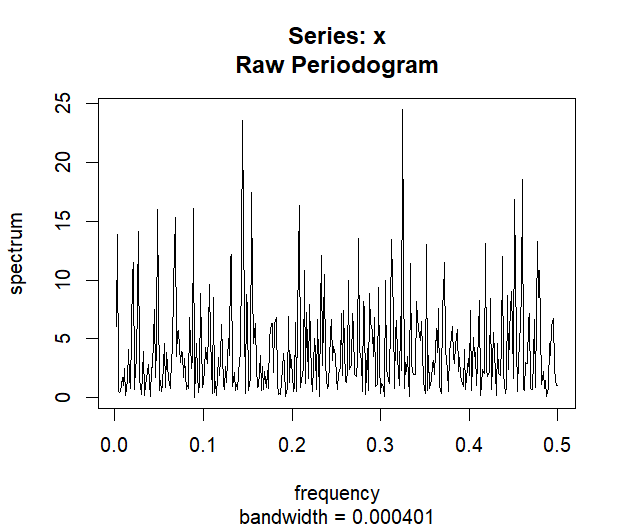 Series: x
Raw Periodogram
25
20
15
10
5
0
spectrum
0.0 0.1 0.2 0.3 0.4 0.5
frequency
bandwidth = 0.000401